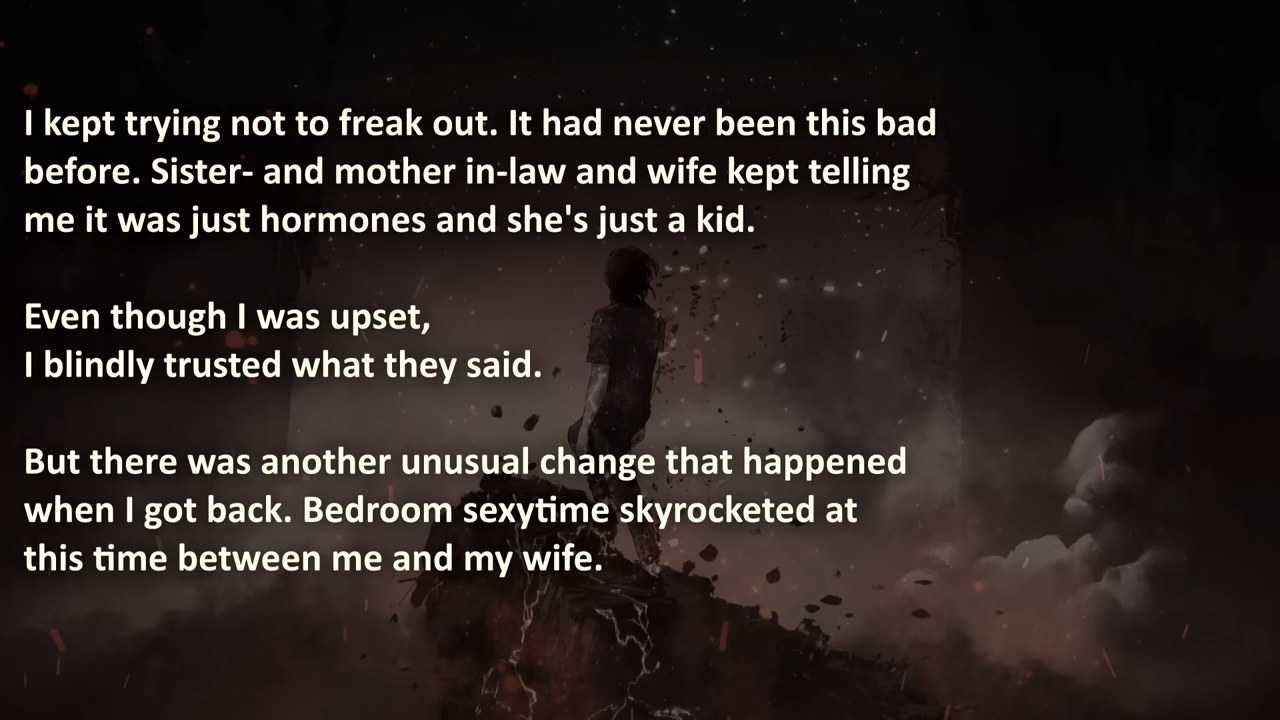 I kept trying not to freak out. It had never been this bad
before. Sister- and mother in-law and wife kept telling
me it was just hormones and she's just a kid.
Even though I was upset,
I blindly trusted what they said.
But there was another unusual change that happened
when I got back. Bedroom sexytime skyrocketed at
this time between me and my wife.